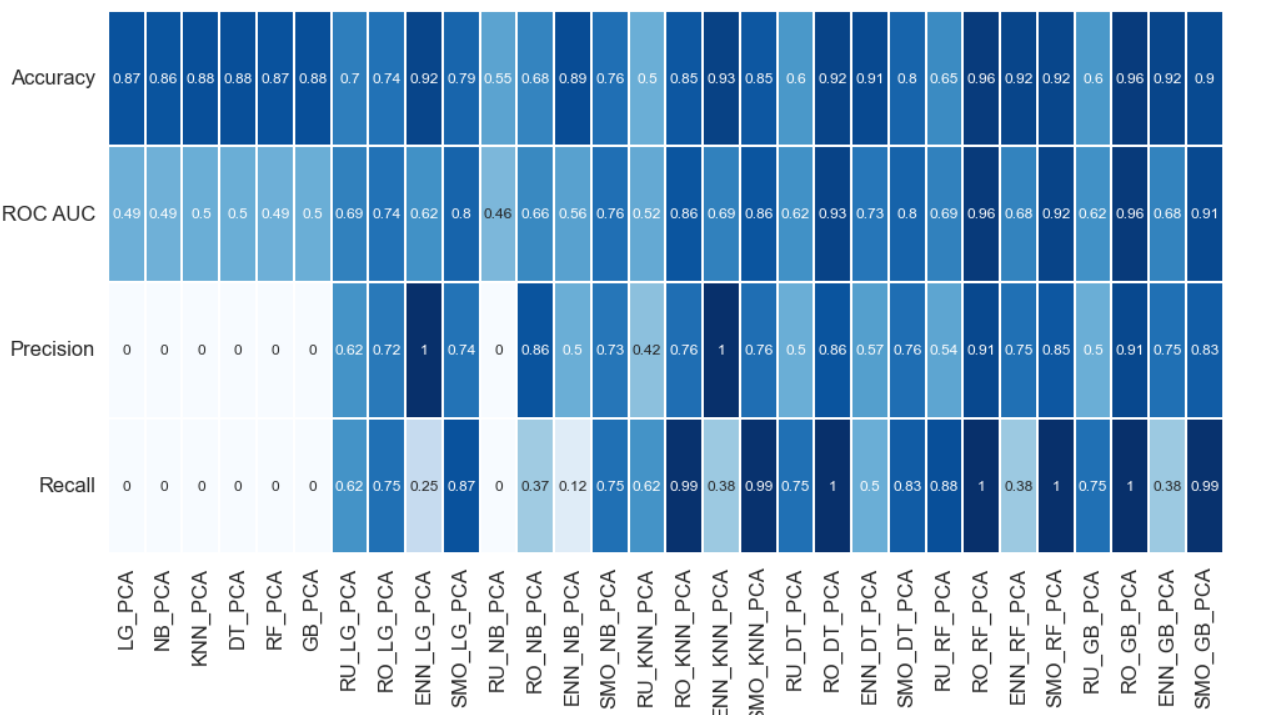 Accuracy 0.87 0.86 0.88 0.88 0.87 0.88 0.7 0.74 0.92 0.79 0.55 0.68 0.89 0.76 0.5 0.85 0.93 0.85 0.6 0.92 0.91 0.8 0.65 0.96 0.92 0.92 0.6 0.96 0.92 0.9
ROC AUC 0.49 0.49 0.5 0.5 0.49 0.5 0.69 0.74 0.62 0.8 0.46 0.66 0.56 0.76 0.52 0.86 0.69 0.86 0.62 0.93 0.73 0.8 0.69 0.96 0.68 0.92 0.62 0.96 0.68 0.91
Precision 0 0 0 0 0 0 0.62 0.72 1 0.74 0 0.86 0.5 0.73 0.42 0.76 1 0.76 0.5 0.86 0.57 0.76 0.54 0.91 0.75 0.85 0.5 0.91 0.75 0.83
Recall 0 0 0 0 0 0 0.62 0.75 0.25 0.87 0 0.37 0.12 0.75 0.62 0.99 0.38 0.99 0.75 1 0.5 0.83 0.88 1 0.38 1 0.75 1 0.38 0.99
LG_PCA
NB_PCA
KNN_PCA
DT_PCA
RF_PCA
GB_PCA
RU_LG_PCA
RO_LG_PCA
ENN_LG_PCA
SMO_LG_PCA
RU_NB_PCA
RO_NB_PCA
ENN_NB_PCA
SMO_NB_PCA
RU_KNN_PCA
RO_KNN_PCA
ENN_KNN_PCA
SMO_KNN_PCA
RU_DT_PCA
RO_DT_PCA
ENN_DT_PCA
SMO_DT_PCA
RU_RF_PCA
RO_RF_PCA
ENN_RF_PCA
SMO_RF_PCA
RU_GB_PCA
RO_GB_PCA
ENN_GB_PCA
SMO_GB_PCA